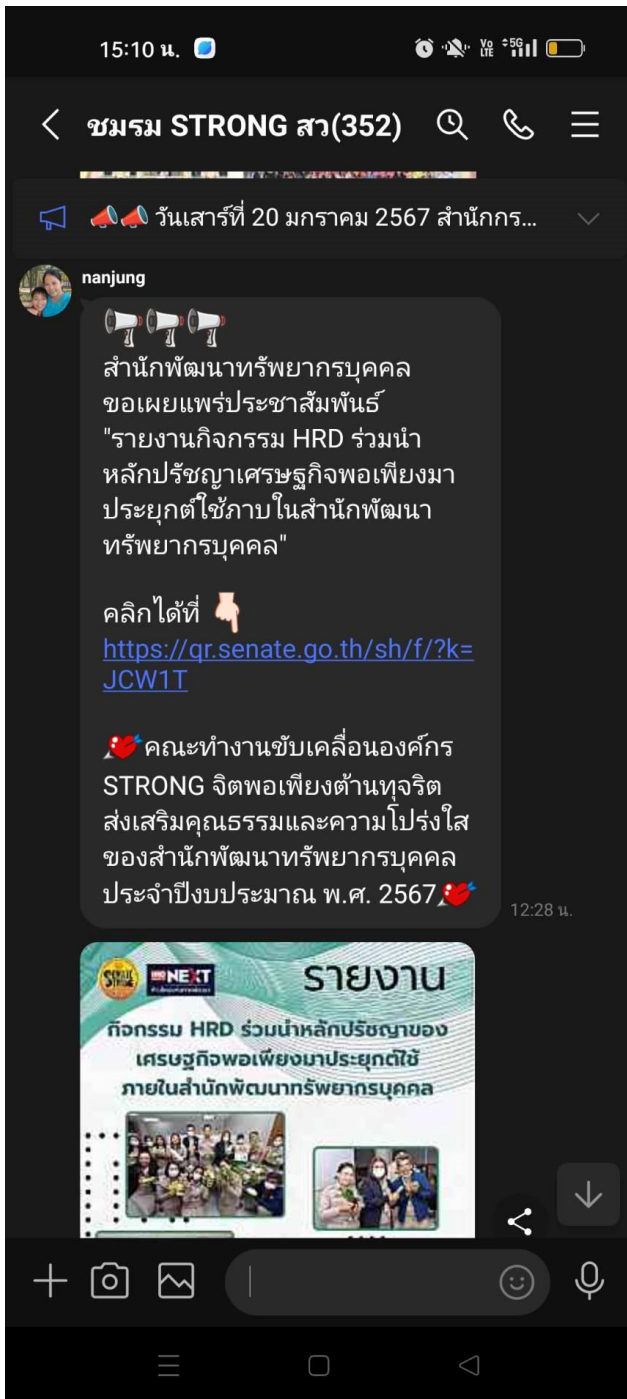 15:10 น.
Vo LTE 5G
ชมรม STRONG สว(352)
วันเสาร์ที่ 20 มกราคม 2567 สำนักกร...
nanjung
สำนักพัฒนาทรัพยากรบุคคล
ขอเผยแพร่ประชาสัมพันธ์
"รายงานกิจกรรม HRD ร่วมนำ
หลักปรัชญาเศรษฐกิจพอเพียงมา
ประยุกต์ใช้ภาบในสำนักพัฒนา
ทรัพยากรบุคคล"
คลิกได้ที่
https://qr.senate.go.th/sh/f/?k=
JCW1T
คณะทำงานขับเคลื่อนองค์กร
STRONG จิตพอเพียงต้านทุจริต
ส่งเสริมคุณธรรมและความโปร่งใส
ของสำนักพัฒนาทรัพยากรบุคคล
ประจำปีงบประมาณ พ.ศ. 2567
12:28 น.
NEXT
รายงาน
กิจกรรม HRD ร่วมนำหลักปรัชญาของ
เศรษฐกิจพอเพียงมาประยุกต์ใช้
ภายในสำนักพัฒนาทรัพยากรบุคคล